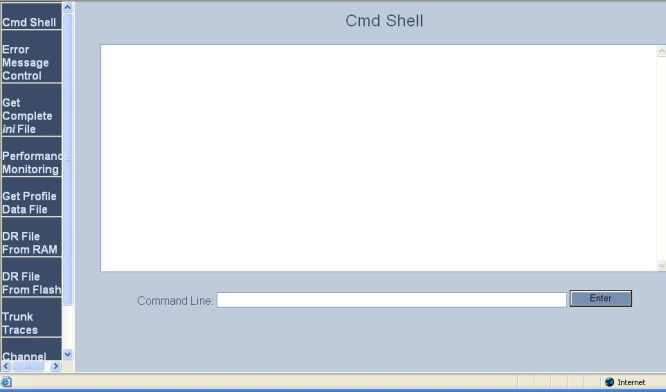 Cmd Shell
Error
Message
Control
Get
Complete
ini File
Performanc
Monitoring
Get Profile
Data File
DR File
From RAM
DR File
From Flash
Trunk
Traces
Channel
Cmd Shell
Command Line:
Enter
Internet